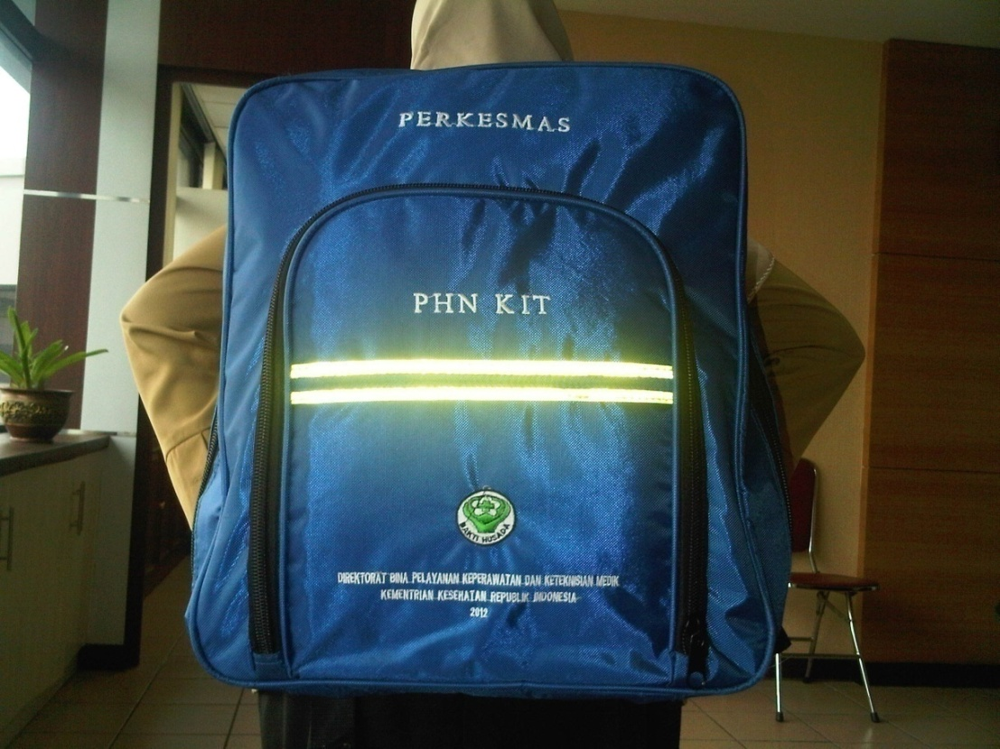 PERKESMAS
PHN KIT
BAKTI HUSADA
DIREKTORAT BINA PELAYANAN KEPERAWATAN DAN KETEKNISIAN MEDIK
KEMENTRIAN KESEHATAN REPUBLIK INDONESIA
2012